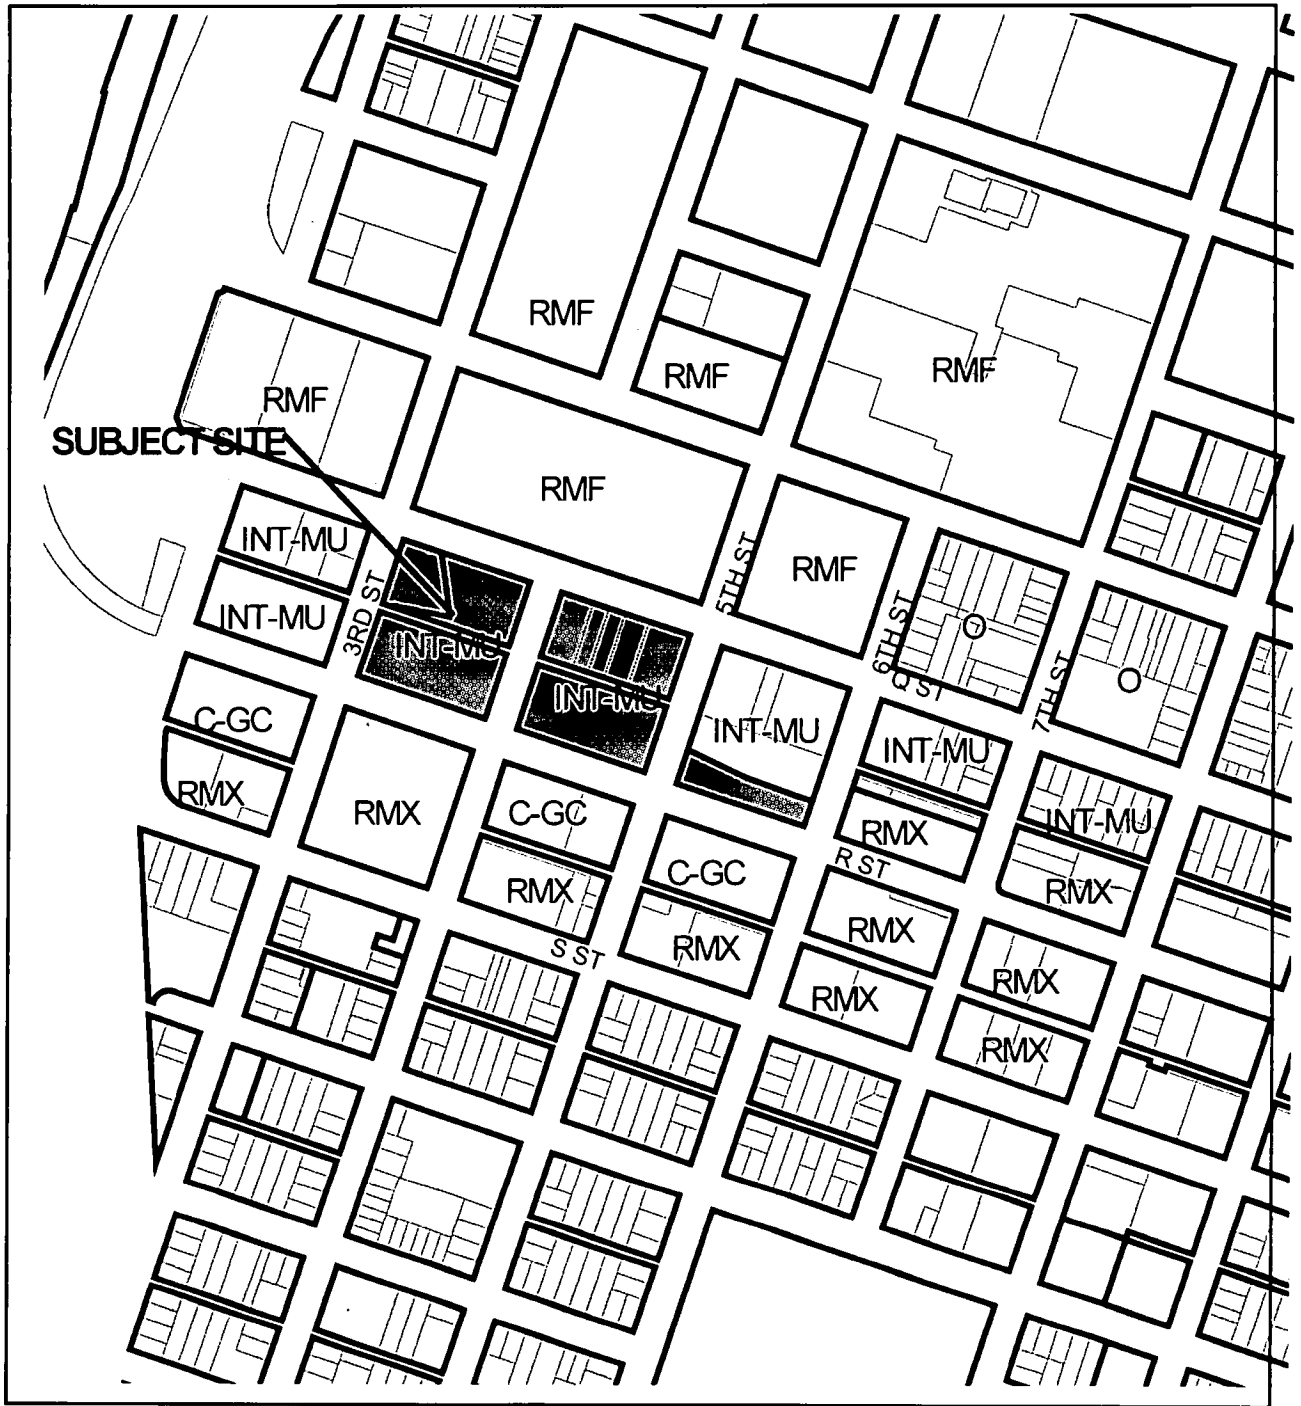 RMF
RMF
RMF
RMF
SUBJECT SITE
RMF
RMF
INT-MU
5TH ST
INT-MU
3RD ST
6TH ST
O
INT-MU
Q ST
O
INT-MU
7TH ST
C-GC
INT-MU
INT-MU
RMX
RMX
C-GC
INT-MU
RMX
R ST
C-GC
RMX
RMX
RMX
S ST
RMX
RMX
RMX
RMX